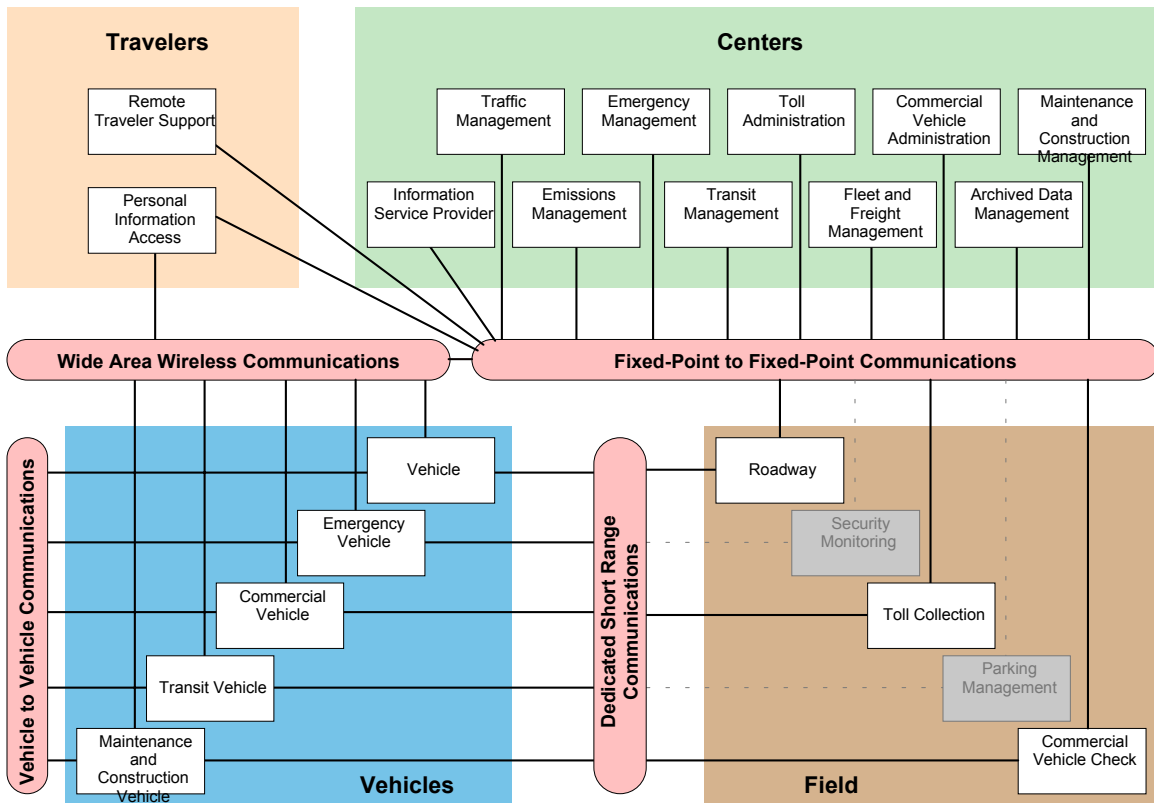 Travelers
Centers
Remote
Traveler Support
Personal
Information
Access
Traffic
Management
Emergency
Management
Toll
Administration
Commercial
Vehicle
Administration
Maintenance
and
Construction
Management
Information
Service Provider
Emissions
Management
Transit
Management
Fleet and
Freight
Management
Archived Data
Management
Wide Area Wireless Communications
Fixed-Point to Fixed-Point Communications
Vehicle to Vehicle Communications
Vehicle
Emergency
Vehicle
Commercial
Vehicle
Transit Vehicle
Maintenance
and
Construction
Vehicle
Vehicles
Dedicated Short Range
Communications
Roadway
Security
Monitoring
Toll Collection
Parking
Management
Commercial
Vehicle Check
Field